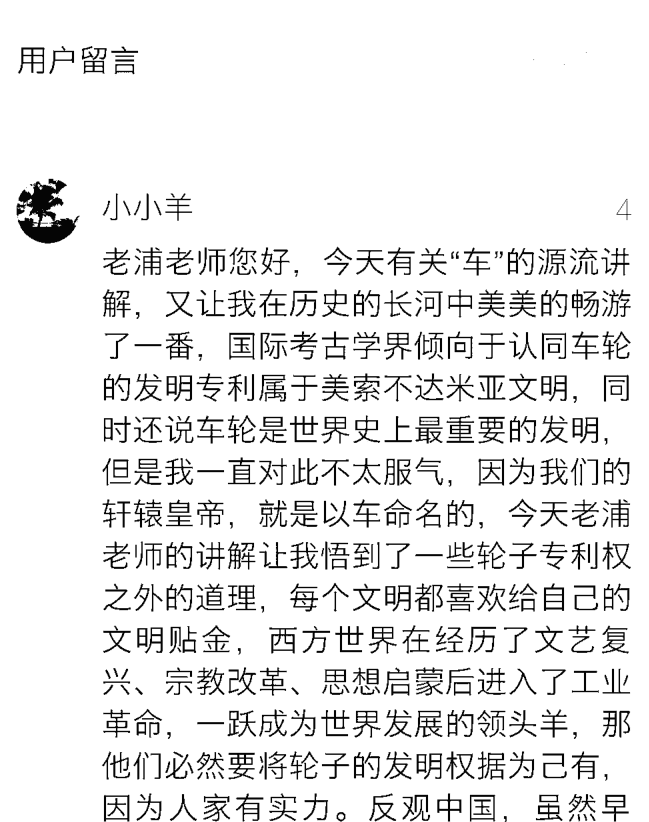 用户留言
小小羊 4
老浦老师您好，今天有关“车”的源流讲
解，又让我在历史的长河中美美的畅游
了一番，国际考古学界倾向于认同车轮
的发明专利属于美索不达米亚文明，同
时还说车轮是世界史上最重要的发明，
但是我一直对此不太服气，因为我们的
轩辕皇帝，就是以车命名的，今天老浦
老师的讲解让我悟到了一些轮子专利权
之外的道理，每个文明都喜欢给自己的
文明贴金，西方世界在经历了文艺复
兴、宗教改革、思想启蒙后进入了工业
革命，一跃成为世界发展的领头羊，那
他们必然要将轮子的发明权据为己有，
因为人家有实力。反观中国，虽然早